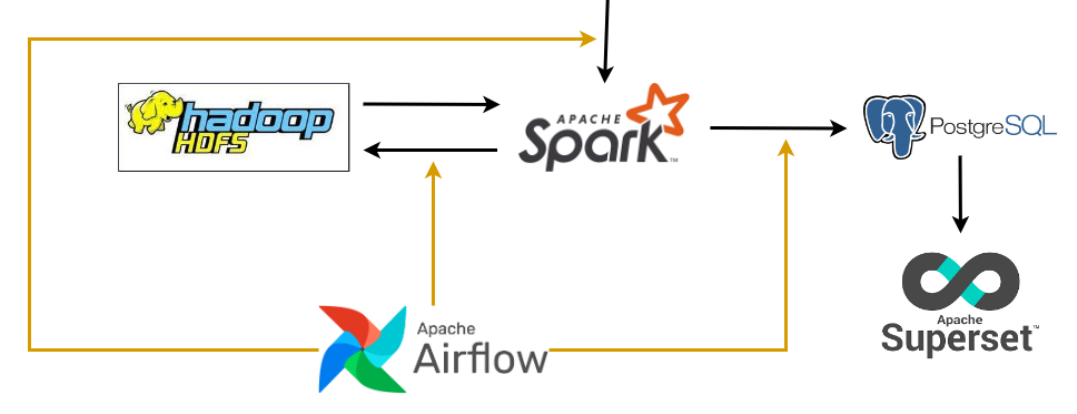 hadoop
HDFS
APACHE
Spark
TM
PostgreSQL
Apache
Airflow
Apache
Superset
TM